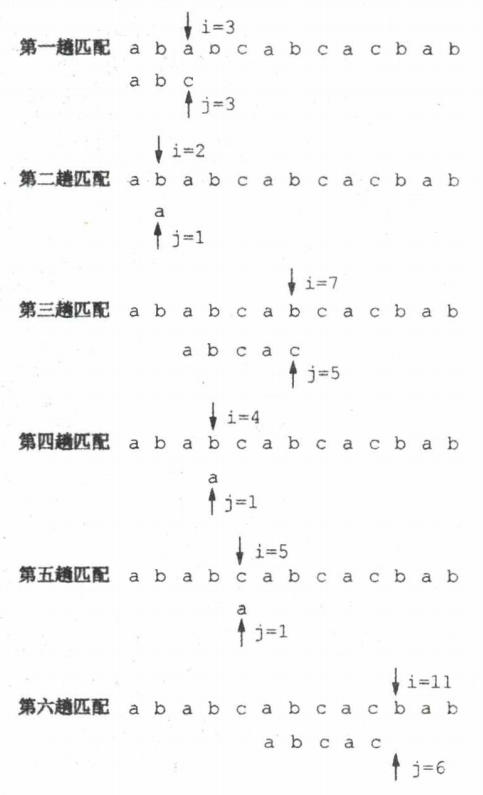 i=3
第一趟匹配 a b a b c a b c a c b a b
a b c
j=3
i=2
第二趟匹配 a b a b c a b c a c b a b
a
j=1
i=7
第三趟匹配 a b a b c a b c a c b a b
a b c a c
j=5
i=4
第四趟匹配 a b a b c a b c a c b a b
a
j=1
i=5
第五趟匹配 a b a b c a b c a c b a b
a
j=1
i=11
第六趟匹配 a b a b c a b c a c b a b
a b c a c
j=6